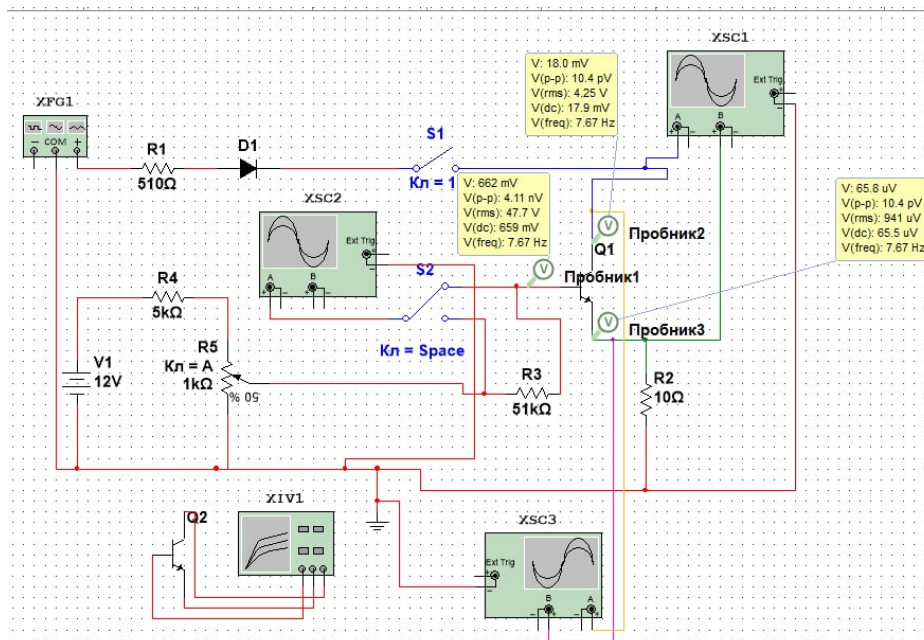 XSC1
Ext Trig
A
B
V: 18.0 mV
V(p-p): 10.4 pV
V(rms): 4.25 V
V(dc): 17.9 mV
V(freq): 7.67 Hz
XFG1
COM
R1
510Ω
D1
S1
Кл = 1
V: 662 mV
V(p-p): 4.11 nV
V(rms): 47.7 V
V(dc): 659 mV
V(freq): 7.67 Hz
V: 65.8 uV
V(p-p): 10.4 pV
V(rms): 941 uV
V(dc): 65.5 uV
V(freq): 7.67 Hz
XSC2
Ext Trig
A
B
V
Пробник2
Q1
V
Пробник1
S2
Кл = Space
V
Пробник3
R4
5kΩ
V1
12V
R5
Кл = A
1kΩ
50 %
R3
51kΩ
R2
10Ω
Q2
XIV1
XSC3
Ext Trig
B
A